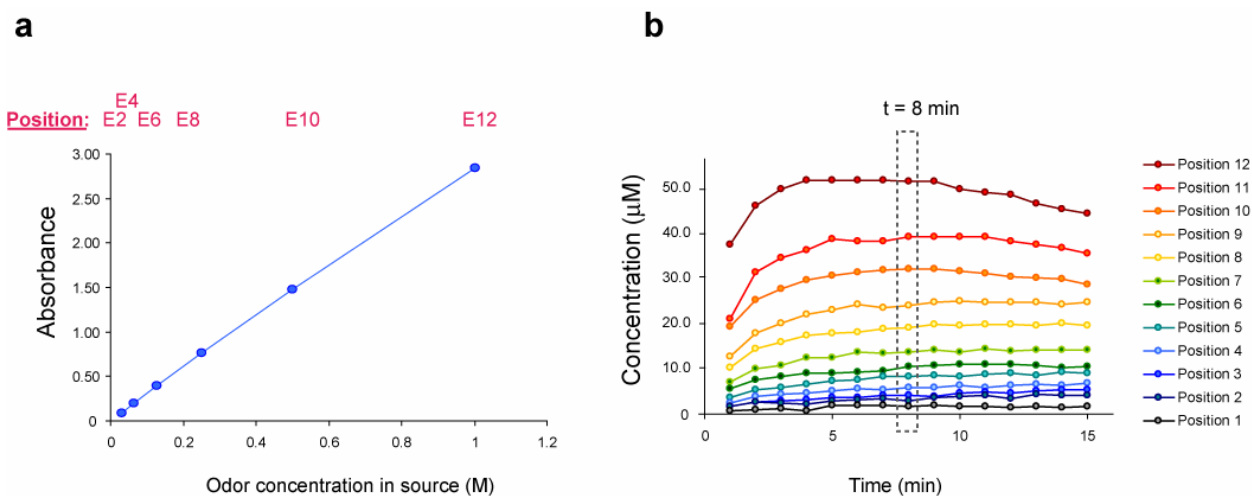 a
E4
Position: E2 E6 E8 E10 E12
3.00
2.50
2.00
1.50
1.00
0.50
0
0 0.2 0.4 0.6 0.8 1 1.2
Absorbance
Odor concentration in source (M)
b
t = 8 min
50.0
40.0
30.0
20.0
10.0
0
0 5 10 15
Concentration (μM)
Time (min)
Position 12
Position 11
Position 10
Position 9
Position 8
Position 7
Position 6
Position 5
Position 4
Position 3
Position 2
Position 1